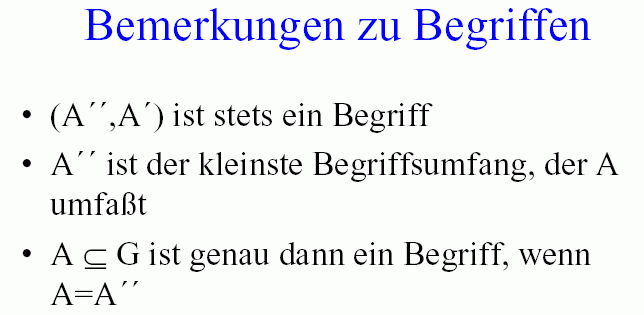 Bemerkungen zu Begriffen
• (A´´,A´) ist stets ein Begriff
• A´´ ist der kleinste Begriffsumfang, der A
umfaßt
• A ⊆ G ist genau dann ein Begriff, wenn
A=A´´